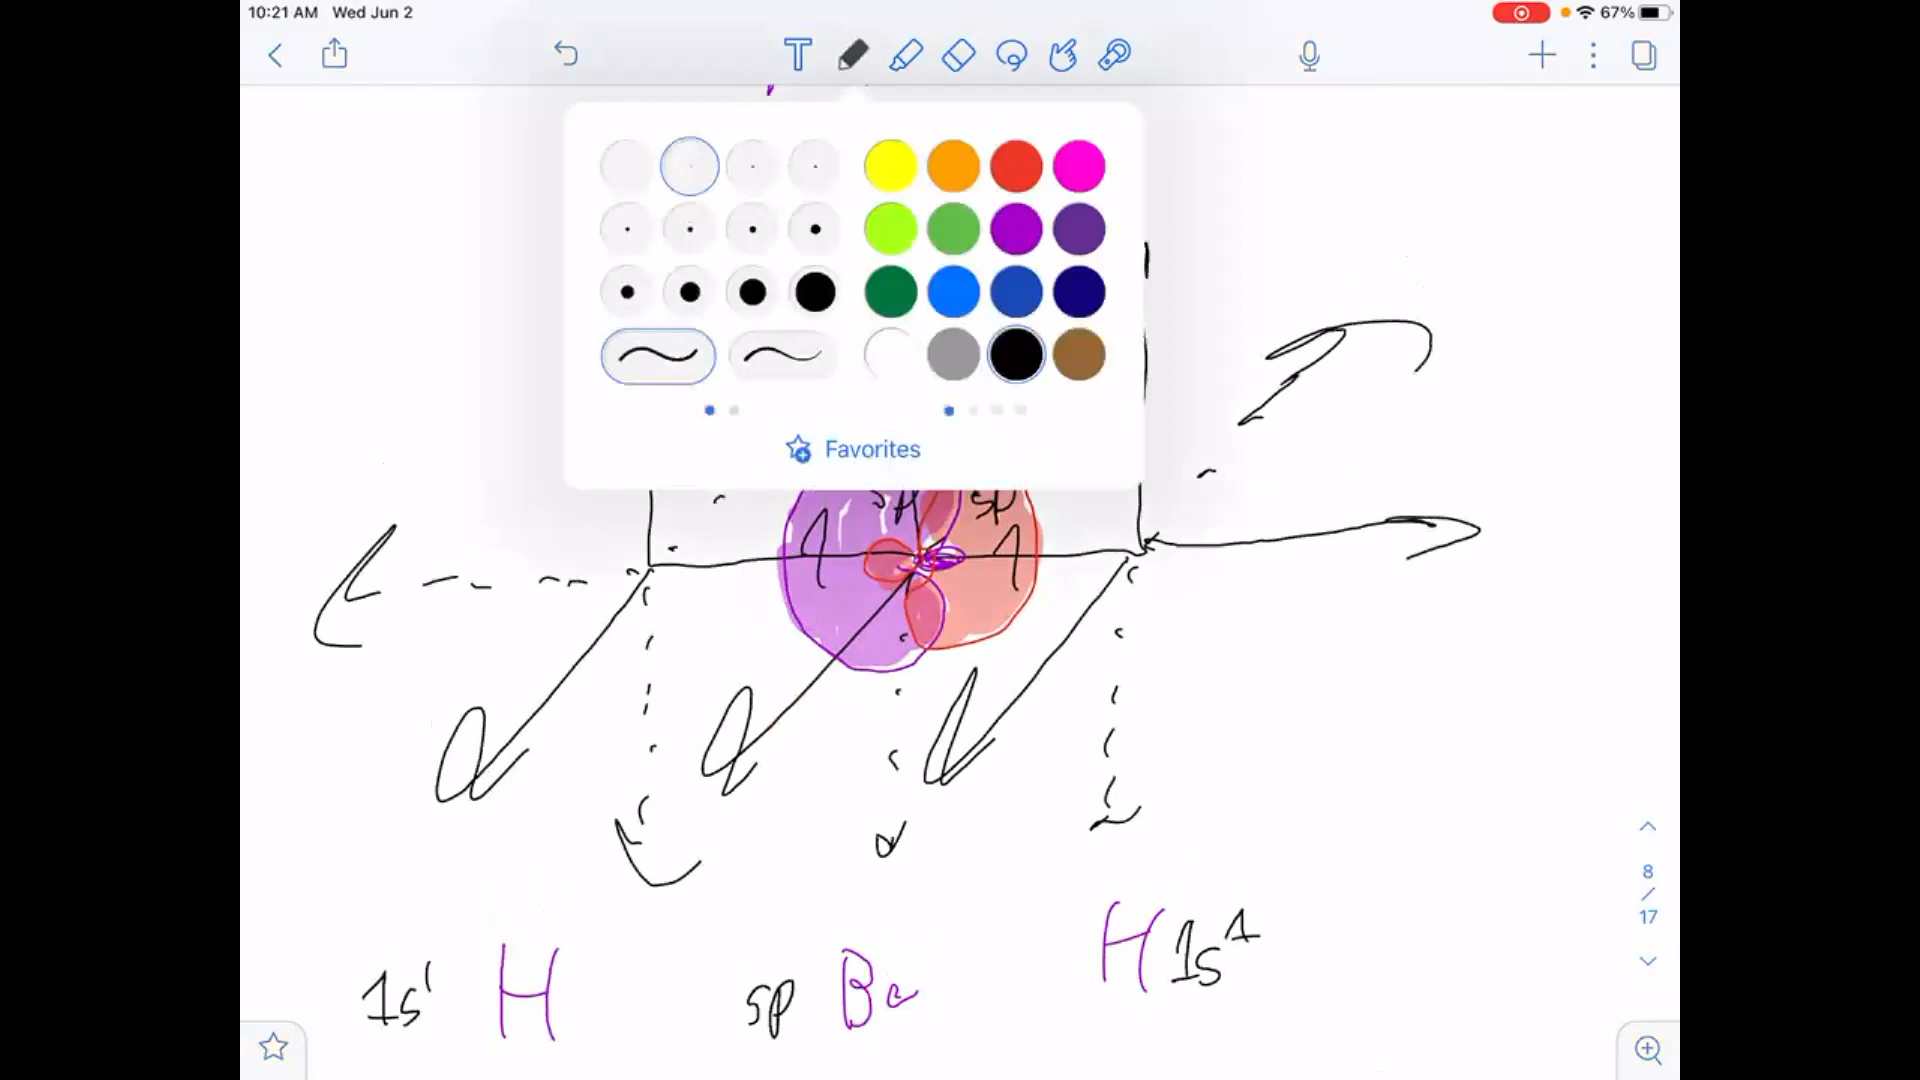 10:21 AM Wed Jun 2
67%
T
Favorites
sp sp
8
/
17
1s¹ H sp Be H 1s¹